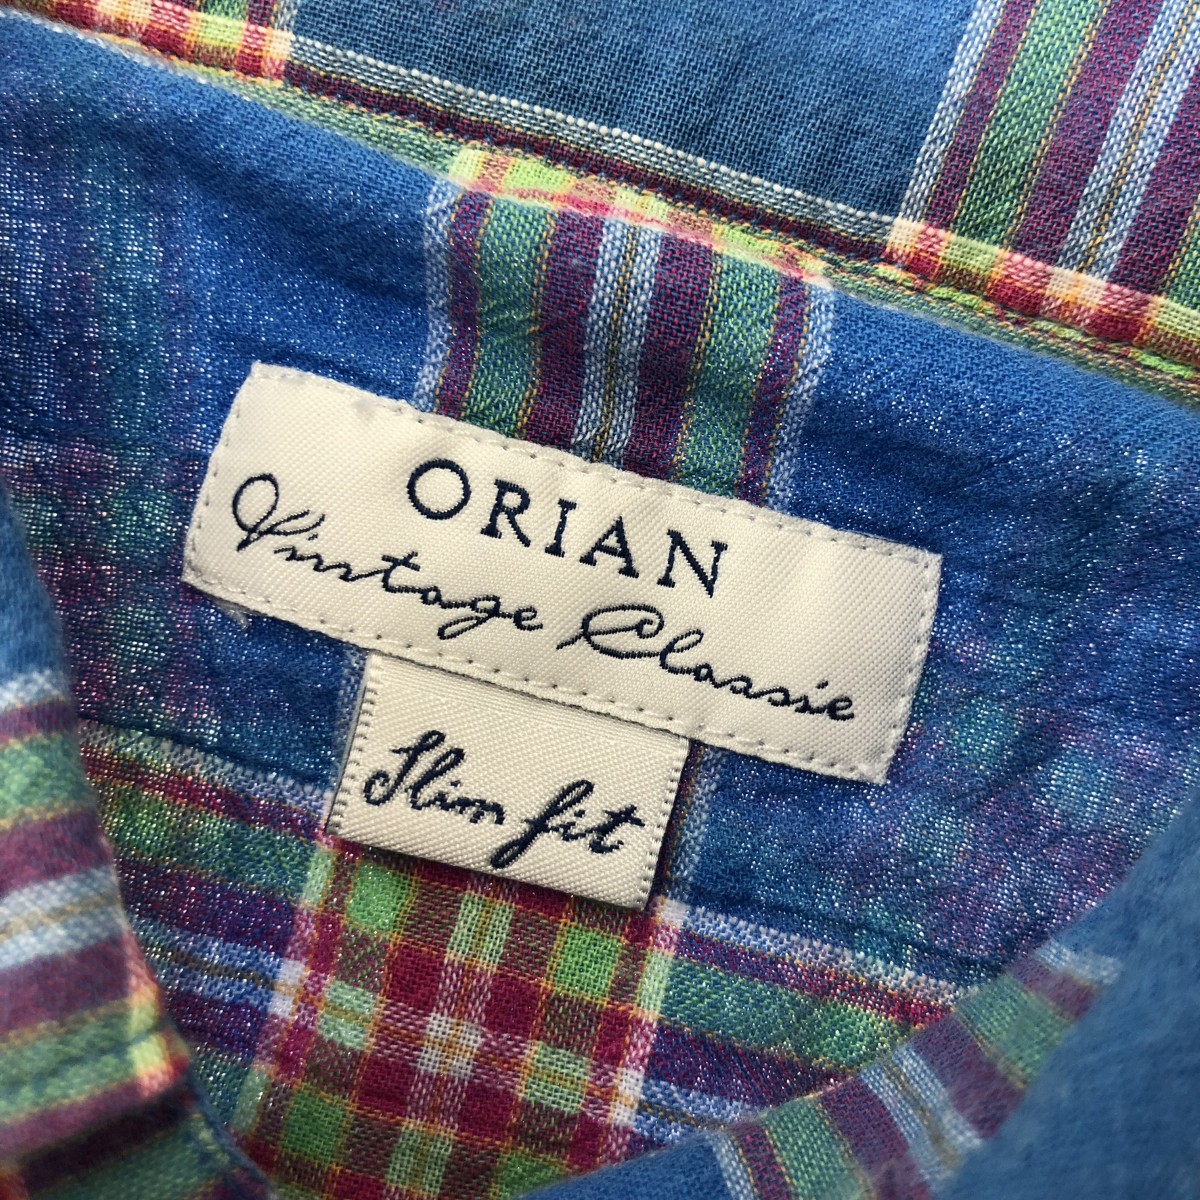 ORIAN
Vintage Classic
Slim fit